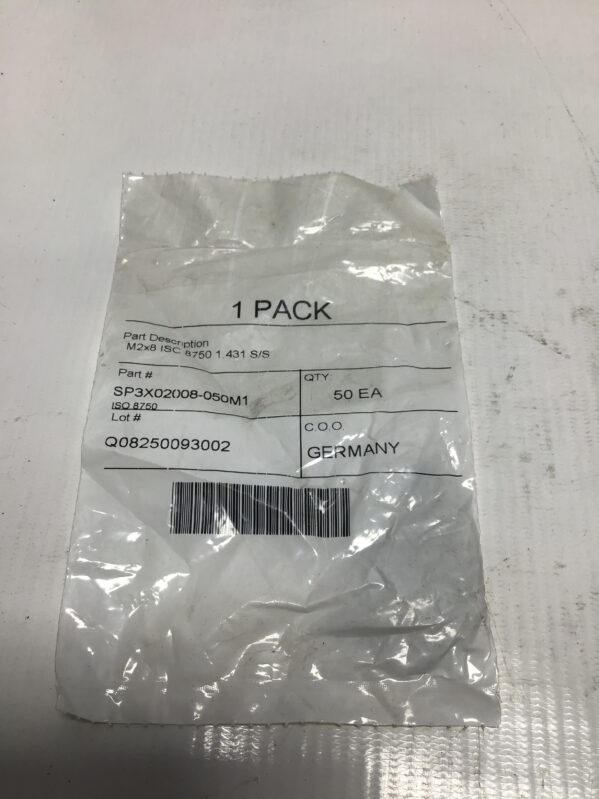 1 PACK
Part Description
M2x8 ISO 8750 1.431 S/S
Part #
SP3X02008-050M1
ISO 8750
QTY:
50 EA
Lot #
Q08250093002
C.O.O
GERMANY